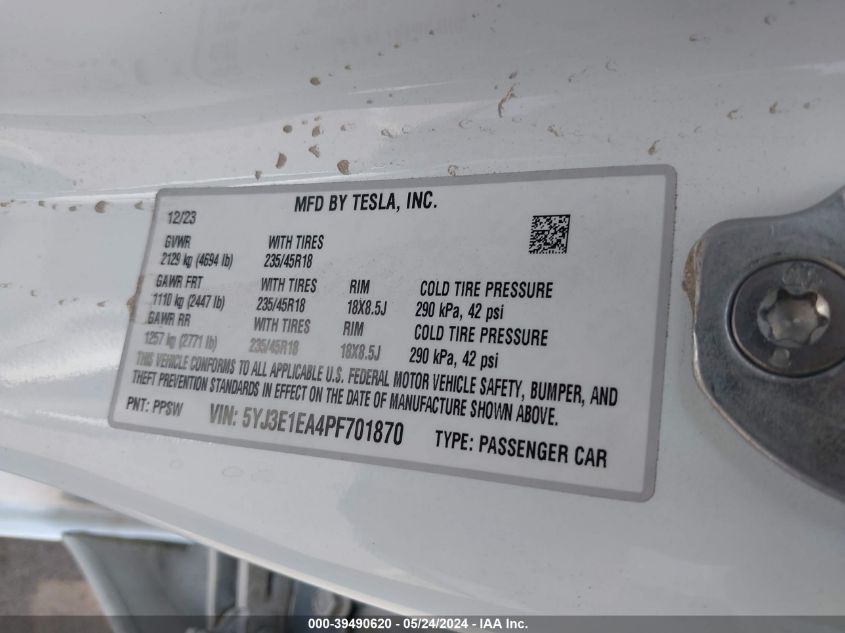 MFD BY TESLA, INC.
12/23
GVWR WITH TIRES
2129 kg (4694 lb) 235/45R18
GAWR FRT WITH TIRES RIM COLD TIRE PRESSURE
1110 kg (2447 lb) 235/45R18 18X8.5J 290 kPa, 42 psi
GAWR RR WITH TIRES RIM COLD TIRE PRESSURE
1257 kg (2771 lb) 235/45R18 18X8.5J 290 kPa, 42 psi
THIS VEHICLE CONFORMS TO ALL APPLICABLE U.S. FEDERAL MOTOR VEHICLE SAFETY, BUMPER, AND
THEFT PREVENTION STANDARDS IN EFFECT ON THE DATE OF MANUFACTURE SHOWN ABOVE.
PNT: PPSW VIN: 5YJ3E1EA4PF701870 TYPE: PASSENGER CAR
000-39490620 / 05/24/2024 - IAA Inc.